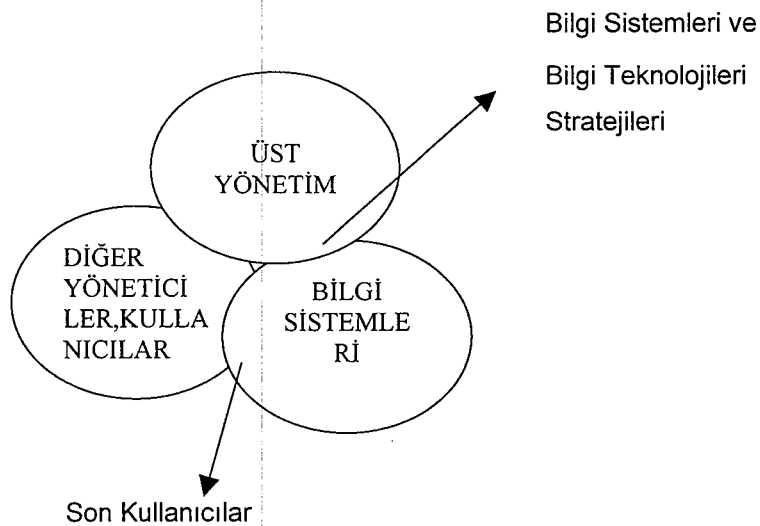 Bilgi Sistemleri ve
Bilgi Teknolojileri
Stratejileri
ÜST
YÖNETİM
DİĞER
YÖNETİCİ
LER,KULLA
NICILAR
BİLGİ
SİSTEMLE
Rİ
Son Kullanıcılar